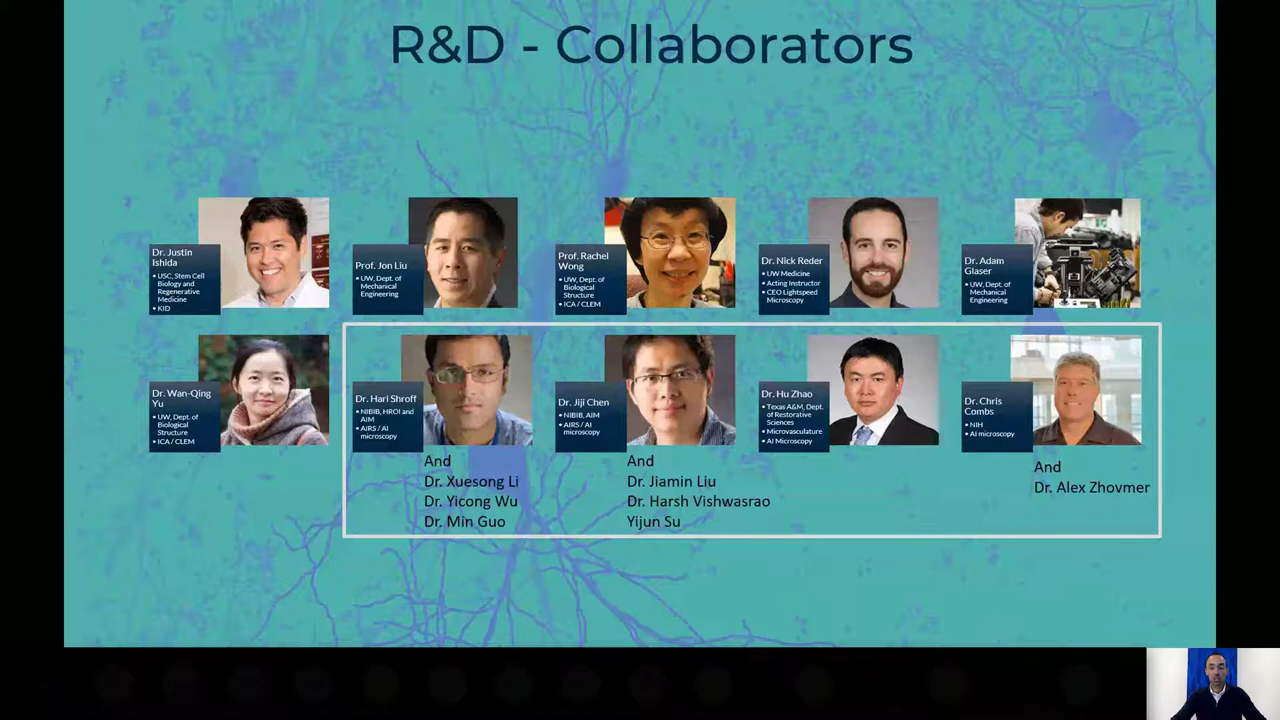 R&D - Collaborators
Dr. Justin
Ishida
• USC, Stem Cell
Biology and
Regenerative
Medicine
• KID
Prof. Jon Liu
• UW, Dept. of
Mechanical
Engineering
Prof. Rachel
Wong
• UW, Dept. of
Biological
Structure
• ICA / CLEM
Dr. Nick Reder
• UW Medicine
• Acting Instructor
• CEO Lightspeed
Microscopy
Dr. Adam
Glaser
• UW, Dept. of
Mechanical
Engineering
Dr. Wan-Qing
Yu
• UW, Dept. of
Biological
Structure
• ICA / CLEM
Dr. Hari Shroff
• NIBIB, HROI and
AIM
• AIRS / AI
microscopy
And
Dr. Xuesong Li
Dr. Yicong Wu
Dr. Min Guo
Dr. Jiji Chen
• NIBIB, AIM
• AIRS / AI
microscopy
And
Dr. Jiamin Liu
Dr. Harsh Vishwasrao
Yijun Su
Dr. Hu Zhao
• Texas A&M, Dept.
of Restorative
Sciences
• Microvasculature
• AI Microscopy
Dr. Chris
Combs
• NIH
• AI microscopy
And
Dr. Alex Zhovmer